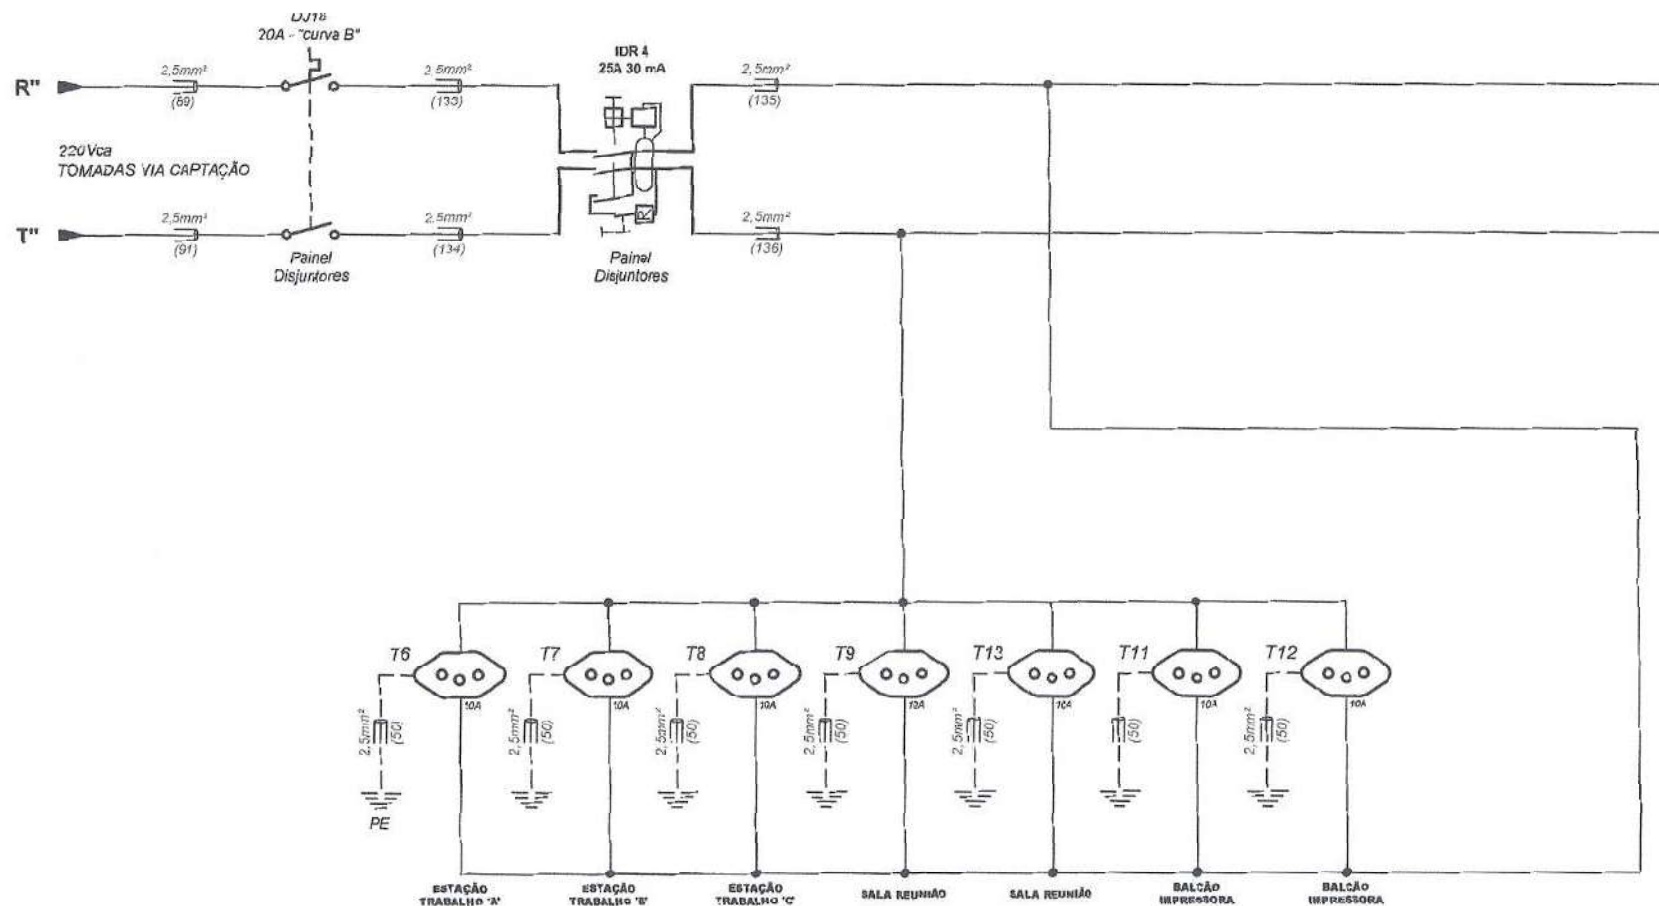 DJ18
20A - "curva B"
IDR 4
25A 30 mA
R"
2,5mm²
(89)
2,5mm²
(133)
2,5mm²
(135)
220Vca
TOMADAS VIA CAPTAÇÃO
T"
2,5mm²
(91)
2,5mm²
(134)
2,5mm²
(136)
Painel
Disjuntores
Painel
Disjuntores
R
T6
T7
T8
T9
T13
T11
T12
10A
10A
10A
10A
10A
10A
10A
2,5mm²
(50)
2,5mm²
(50)
2,5mm²
(50)
2,5mm²
(50)
2,5mm²
(50)
(50)
2,5mm²
(50)
PE
ESTAÇÃO
TRABALHO 'A'
ESTAÇÃO
TRABALHO 'B'
ESTAÇÃO
TRABALHO 'C'
SALA REUNIÃO
SALA REUNIÃO
BALCÃO
IMPRESSORA
BALCÃO
IMPRESSORA